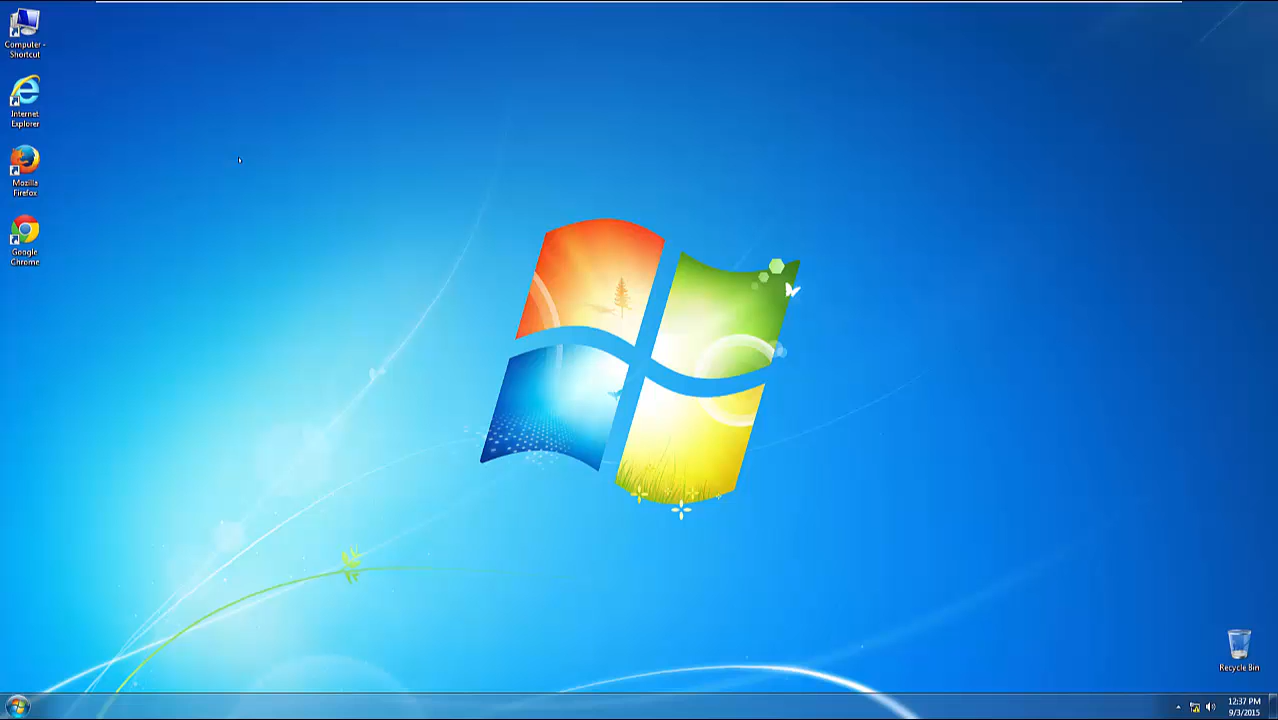 Computer -
Shortcut
Internet
Explorer
Mozilla
Firefox
Google
Chrome
Recycle Bin
12:37 PM
9/3/2015